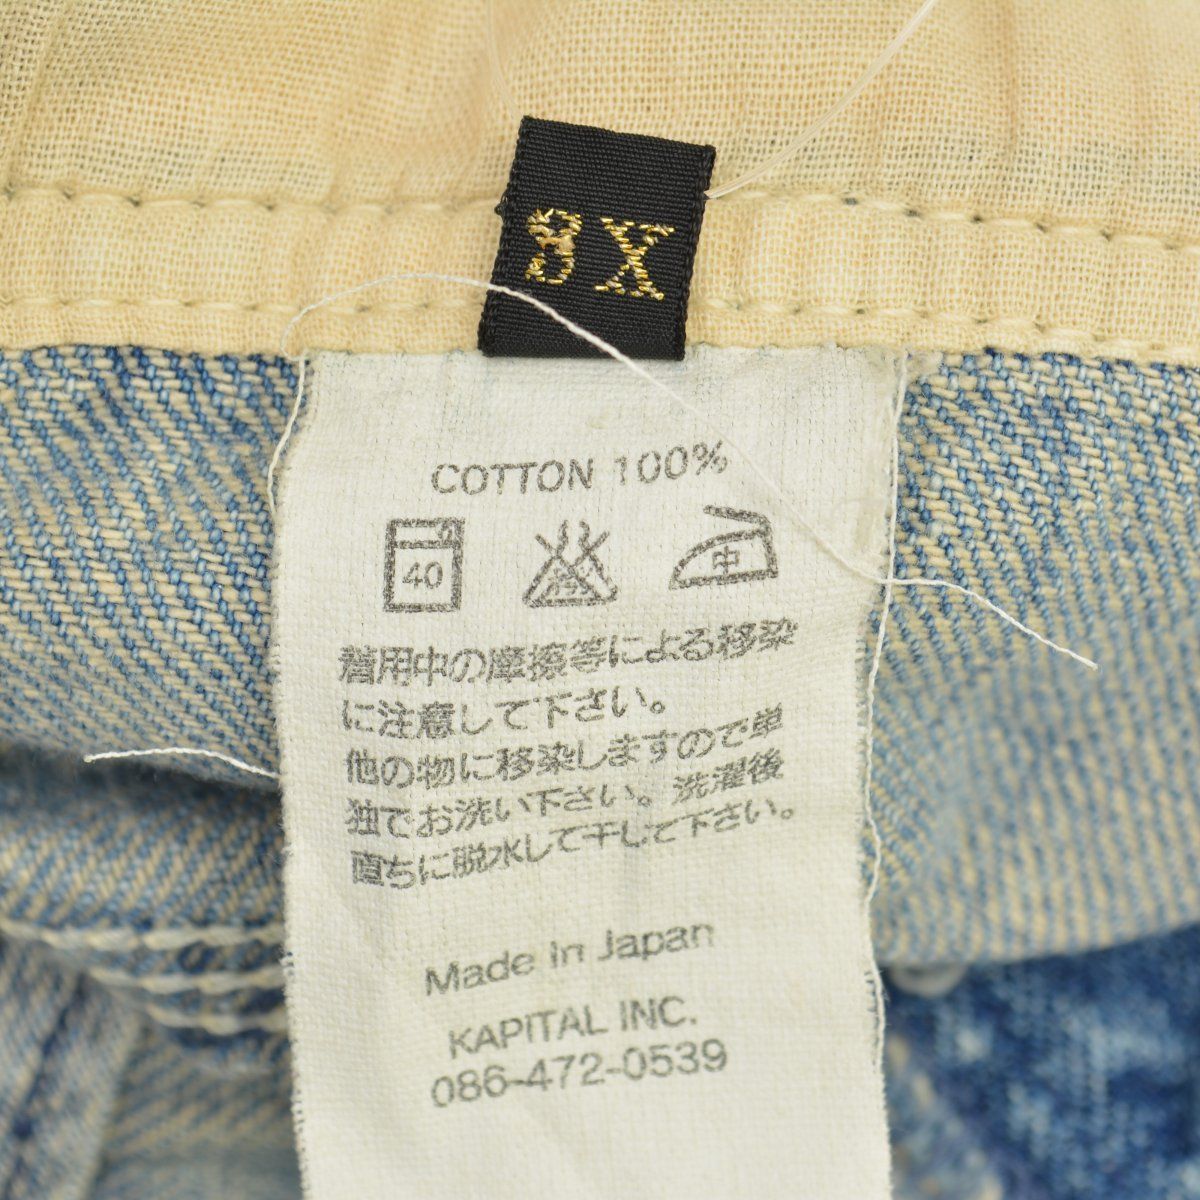 3X
COTTON 100%
40
中
着用中の摩擦等による移染
に注意して下さい。
他の物に移染しますので単
独でお洗い下さい。洗濯後
直ちに脱水して干して下さい。
Made in Japan
KAPITAL INC.
086-472-0539